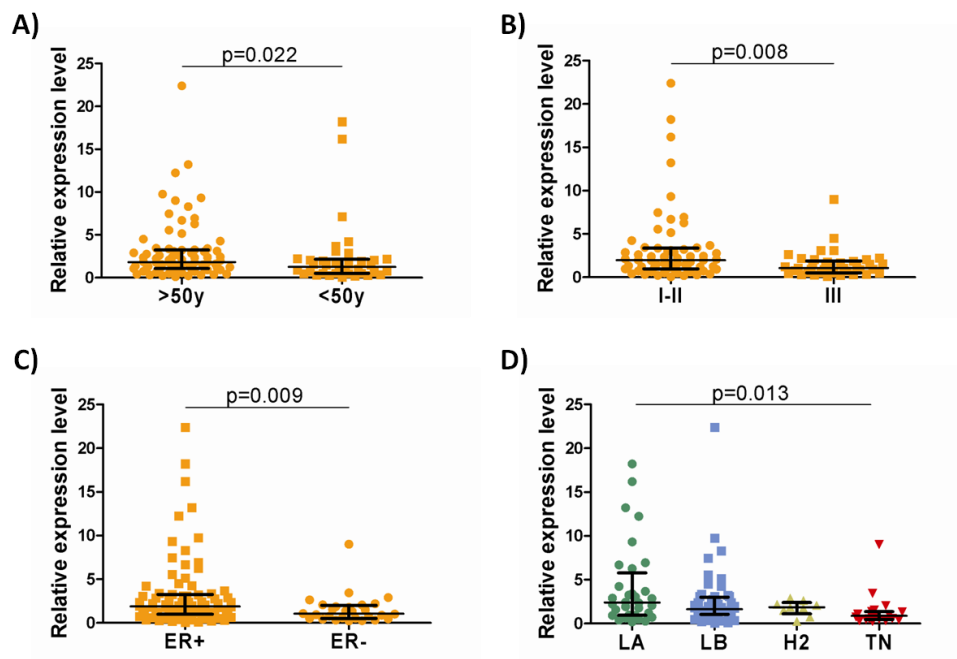 A)
p=0.022
Relative expression level
25
20
15
10
5
0
>50y
<50y
B)
p=0.008
Relative expression level
25
20
15
10
5
0
I-II
III
C)
p=0.009
Relative expression level
25
20
15
10
5
0
ER+
ER-
D)
p=0.013
Relative expression level
25
20
15
10
5
0
LA
LB
H2
TN